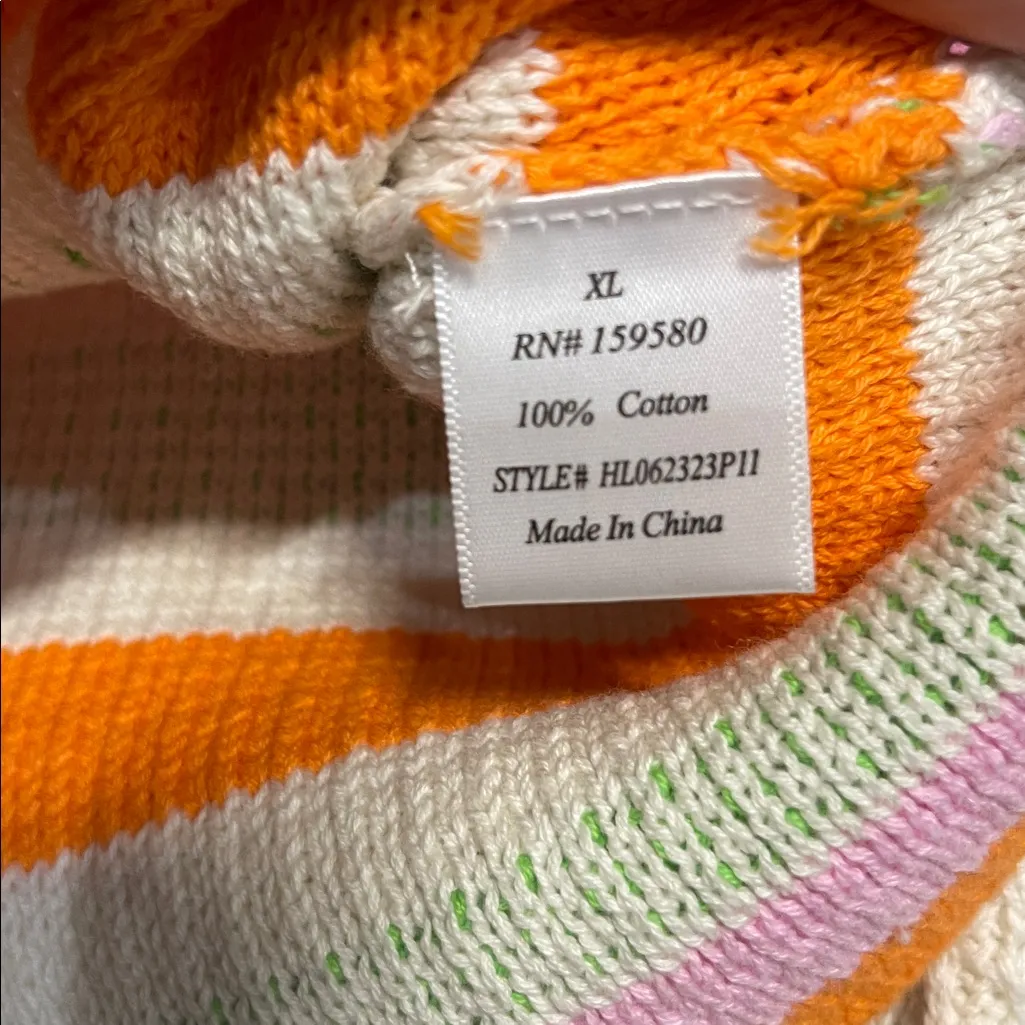 XL
RN# 159580
100% Cotton
STYLE# HL062323P11
Made In China